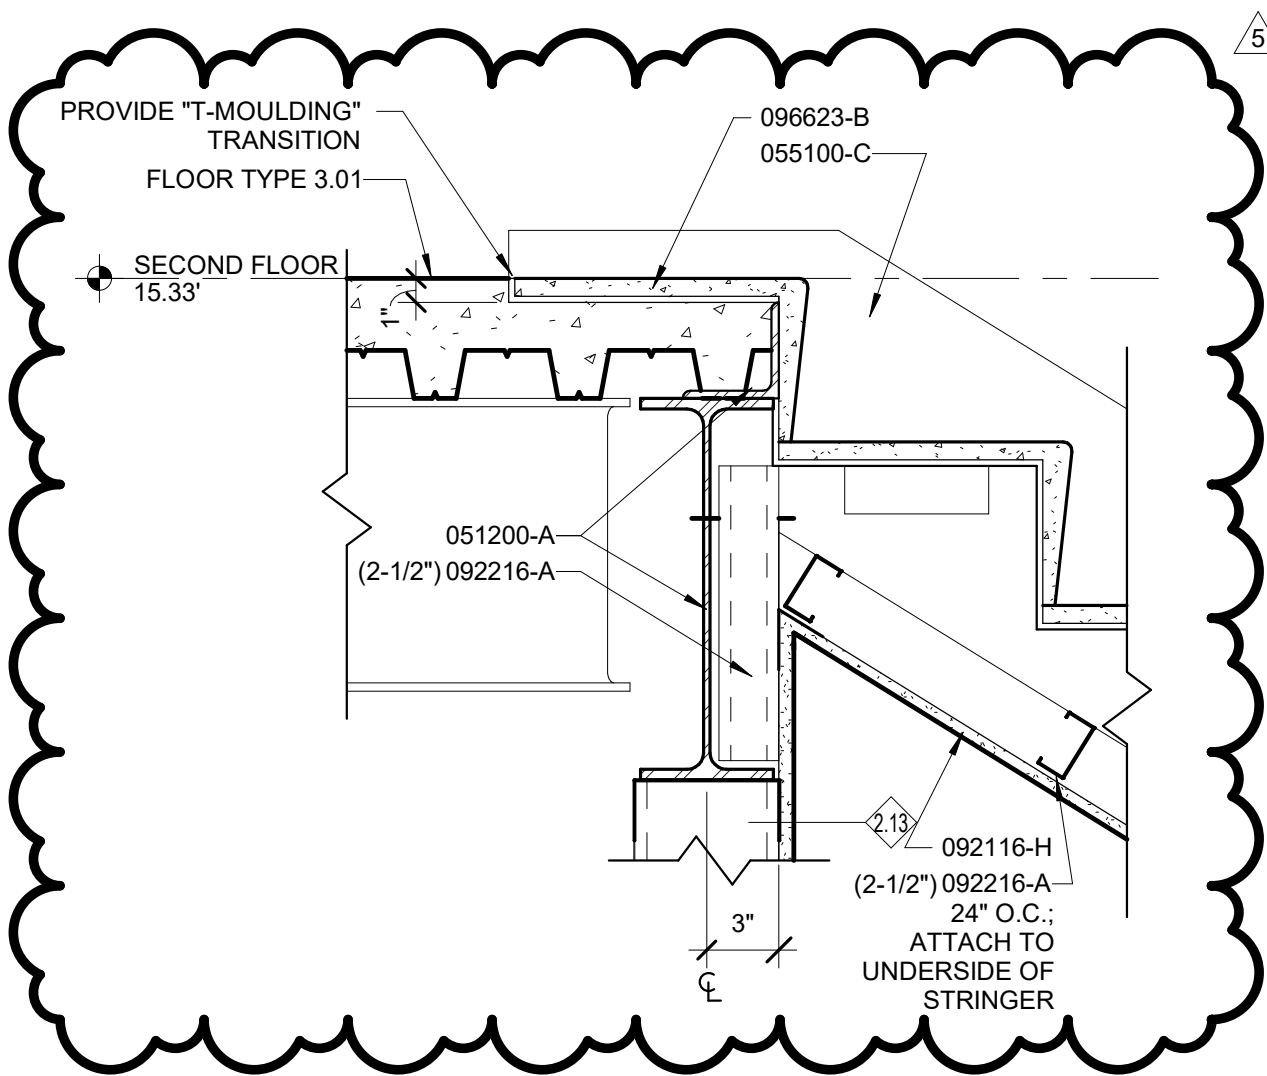 5
PROVIDE "T-MOULDING"
TRANSITION
FLOOR TYPE 3.01
096623-B
055100-C
SECOND FLOOR
15.33'
1"
051200-A
(2-1/2") 092216-A
2.13
092116-H
(2-1/2") 092216-A
24" O.C.;
ATTACH TO
UNDERSIDE OF
STRINGER
3"
℄